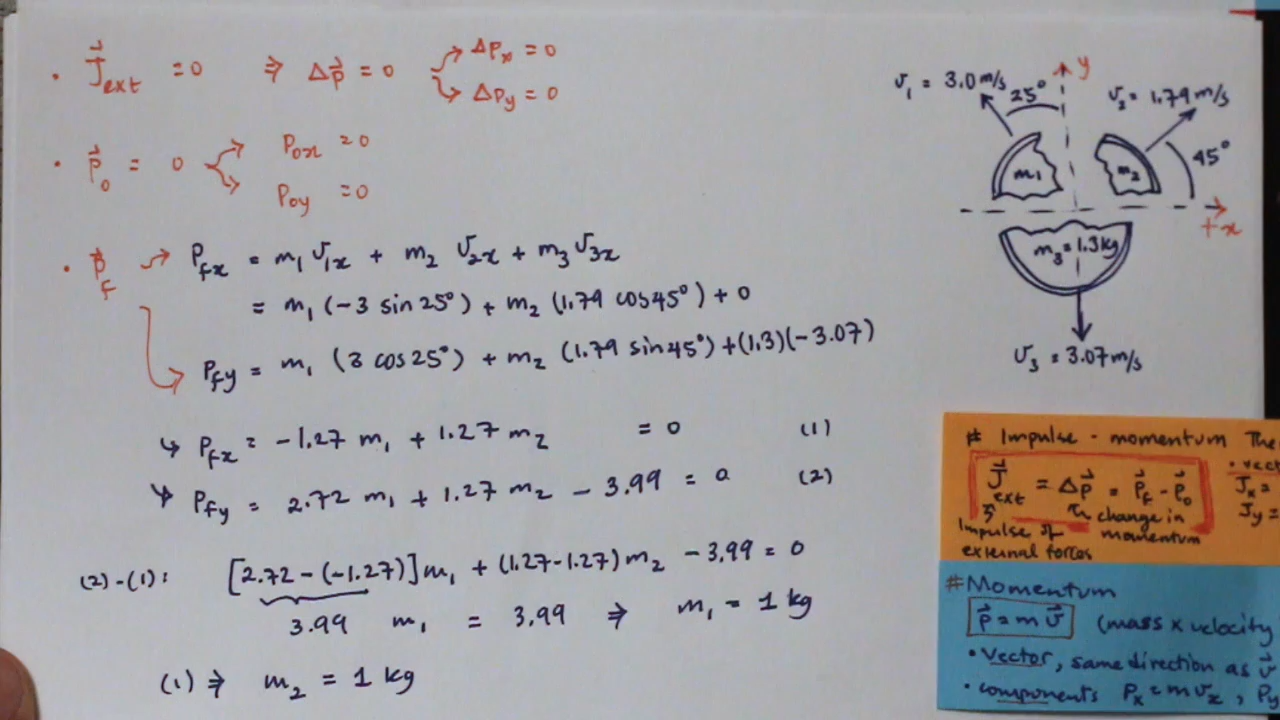 • J⃗ext = 0 ⇒ Δp⃗ = 0 → Δpx = 0
→ Δpy = 0
• p⃗0 = 0 → p0x = 0
→ p0y = 0
• p⃗f → Pfx = m1 v1x + m2 v2x + m3 v3x
= m1 (-3 sin 25°) + m2 (1.79 cos 45°) + 0
Pfy = m1 (3 cos 25°) + m2 (1.79 sin 45°) + (1.3)(-3.07)
↳ Pfx = -1.27 m1 + 1.27 m2 = 0 (1)
↳ Pfy = 2.72 m1 + 1.27 m2 - 3.99 = 0 (2)
(2)-(1): [2.72 - (-1.27)] m1 + (1.27-1.27) m2 - 3.99 = 0
3.99 m1 = 3.99 ⇒ m1 = 1 kg
(1) ⇒ m2 = 1 kg
y
v1 = 3.0 m/s
25°
v2 = 1.79 m/s
45°
m1
m2
+x
m3 = 1.3 kg
v3 = 3.07 m/s
# Impulse - momentum The
J⃗ext = Δp⃗ = p⃗f - p⃗0
change in
momentum
Impulse of
external forces
• vect
Jx =
Jy =
# Momentum
p⃗ = m v⃗ (mass x velocity
• Vector, same direction as v⃗
• components Px = m vx, Py